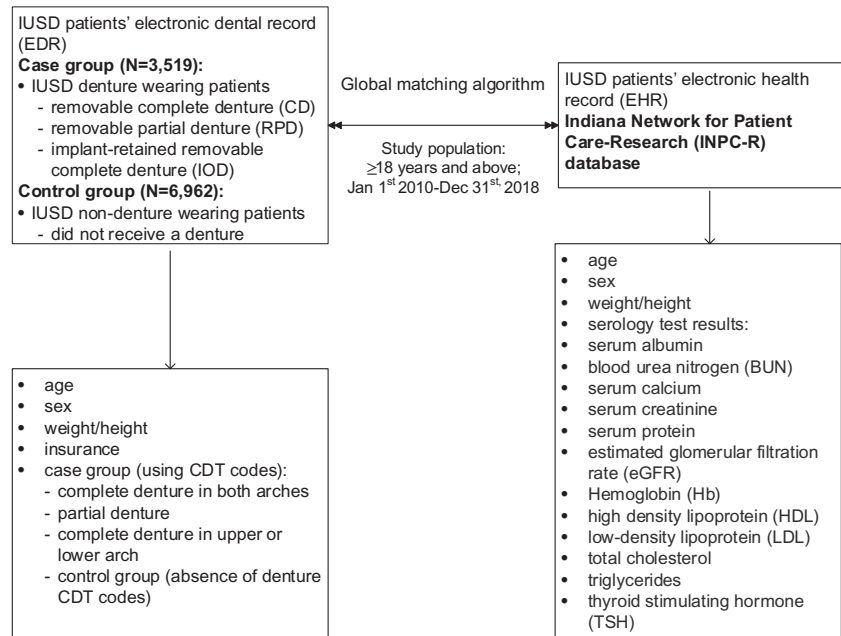 IUSD patients' electronic dental record
(EDR)
Case group (N=3,519):
• IUSD denture wearing patients
- removable complete denture (CD)
- removable partial denture (RPD)
- implant-retained removable
complete denture (IOD)
Control group (N=6,962):
• IUSD non-denture wearing patients
- did not receive a denture
Global matching algorithm
Study population:
≥18 years and above;
Jan 1st 2010-Dec 31st, 2018
IUSD patients' electronic health
record (EHR)
Indiana Network for Patient
Care-Research (INPC-R)
database
• age
• sex
• weight/height
• insurance
• case group (using CDT codes):
- complete denture in both arches
- partial denture
- complete denture in upper or
lower arch
- control group (absence of denture
CDT codes)
• age
• sex
• weight/height
• serology test results:
• serum albumin
• blood urea nitrogen (BUN)
• serum calcium
• serum creatinine
• serum protein
• estimated glomerular filtration
rate (eGFR)
• Hemoglobin (Hb)
• high density lipoprotein (HDL)
• low-density lipoprotein (LDL)
• total cholesterol
• triglycerides
• thyroid stimulating hormone
(TSH)